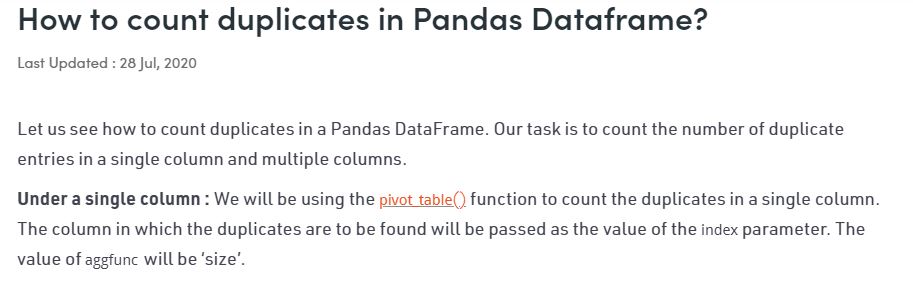 How to count duplicates in Pandas Dataframe?
Last Updated : 28 Jul, 2020
Let us see how to count duplicates in a Pandas DataFrame. Our task is to count the number of duplicate
entries in a single column and multiple columns.
Under a single column : We will be using the pivot_table() function to count the duplicates in a single column.
The column in which the duplicates are to be found will be passed as the value of the index parameter. The
value of aggfunc will be ‘size’.